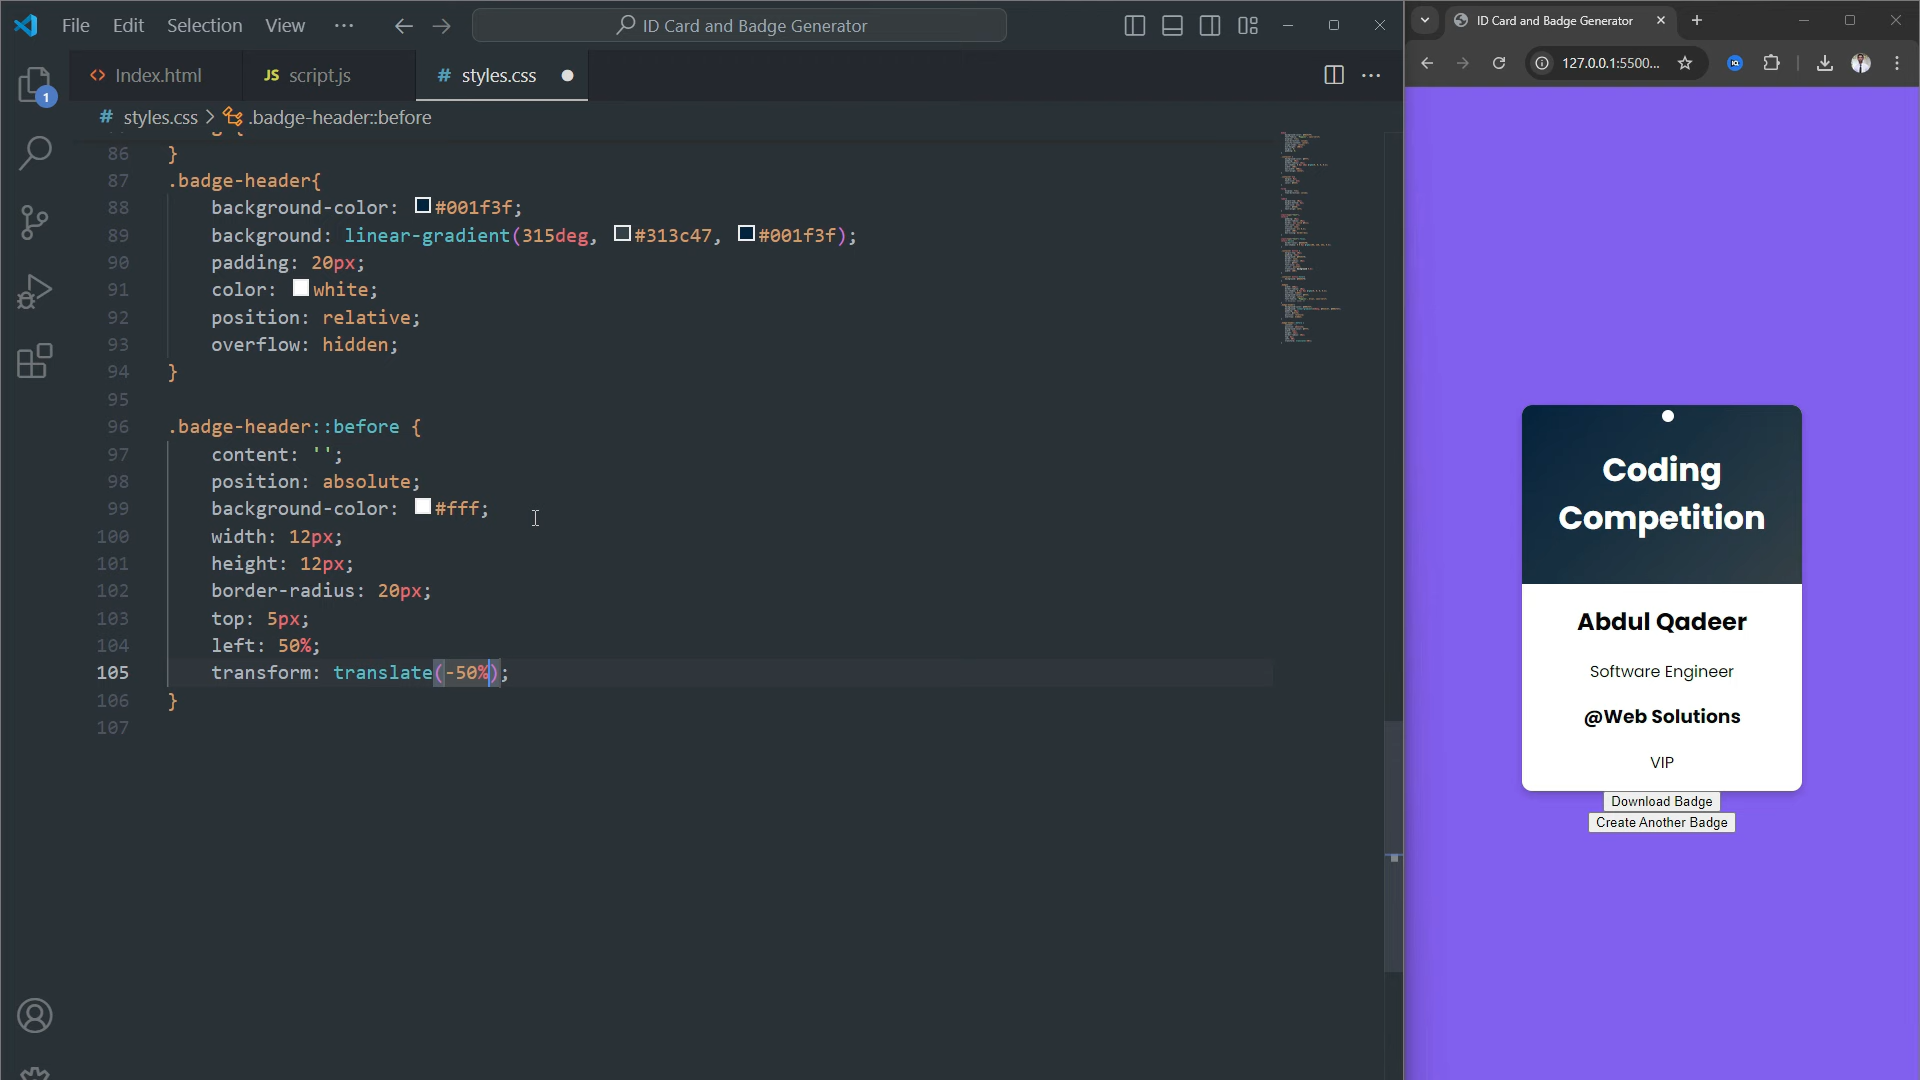 File Edit Selection View ··· ID Card and Badge Generator
Index.html JS script.js # styles.css
1
# styles.css > .badge-header::before
86 }
87 .badge-header{
88 background-color: #001f3f;
89 background: linear-gradient(315deg, #313c47, #001f3f);
90 padding: 20px;
91 color: white;
92 position: relative;
93 overflow: hidden;
94 }
95
96 .badge-header::before {
97 content: '';
98 position: absolute;
99 background-color: #fff;
100 width: 12px;
101 height: 12px;
102 border-radius: 20px;
103 top: 5px;
104 left: 50%;
105 transform: translate(-50%);
106 }
107
ID Card and Badge Generator
127.0.0.1:5500...
Coding
Competition
Abdul Qadeer
Software Engineer
@Web Solutions
VIP
Download Badge
Create Another Badge